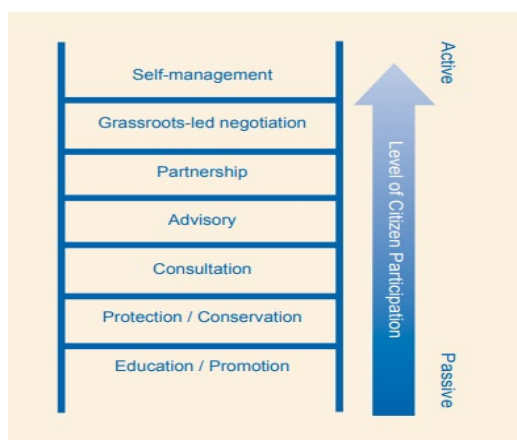 Self-management
Grassroots-led negotiation
Partnership
Advisory
Consultation
Protection / Conservation
Education / Promotion
Active
Level of Citizen Participation
Passive